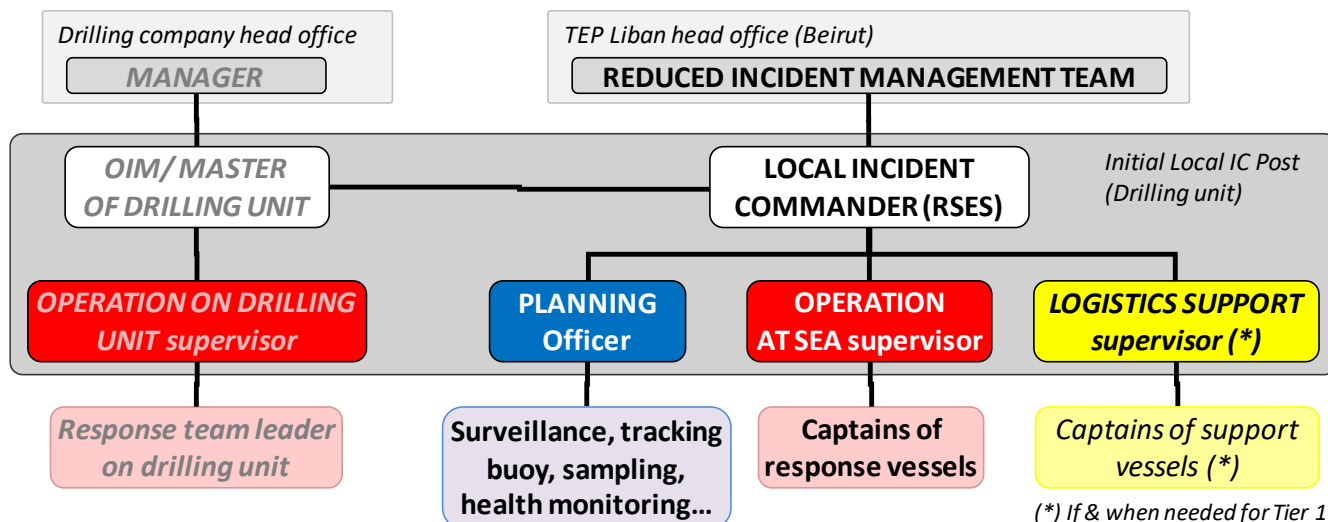 Drilling company head office
MANAGER
TEP Liban head office (Beirut)
REDUCED INCIDENT MANAGEMENT TEAM
OIM/ MASTER
OF DRILLING UNIT
LOCAL INCIDENT
COMMANDER (RSES)
Initial Local IC Post
(Drilling unit)
OPERATION ON DRILLING
UNIT supervisor
PLANNING
Officer
OPERATION
AT SEA supervisor
LOGISTICS SUPPORT
supervisor (*)
Response team leader
on drilling unit
Surveillance, tracking
buoy, sampling,
health monitoring...
Captains of
response vessels
Captains of support
vessels (*)
(*) If & when needed for Tier 1